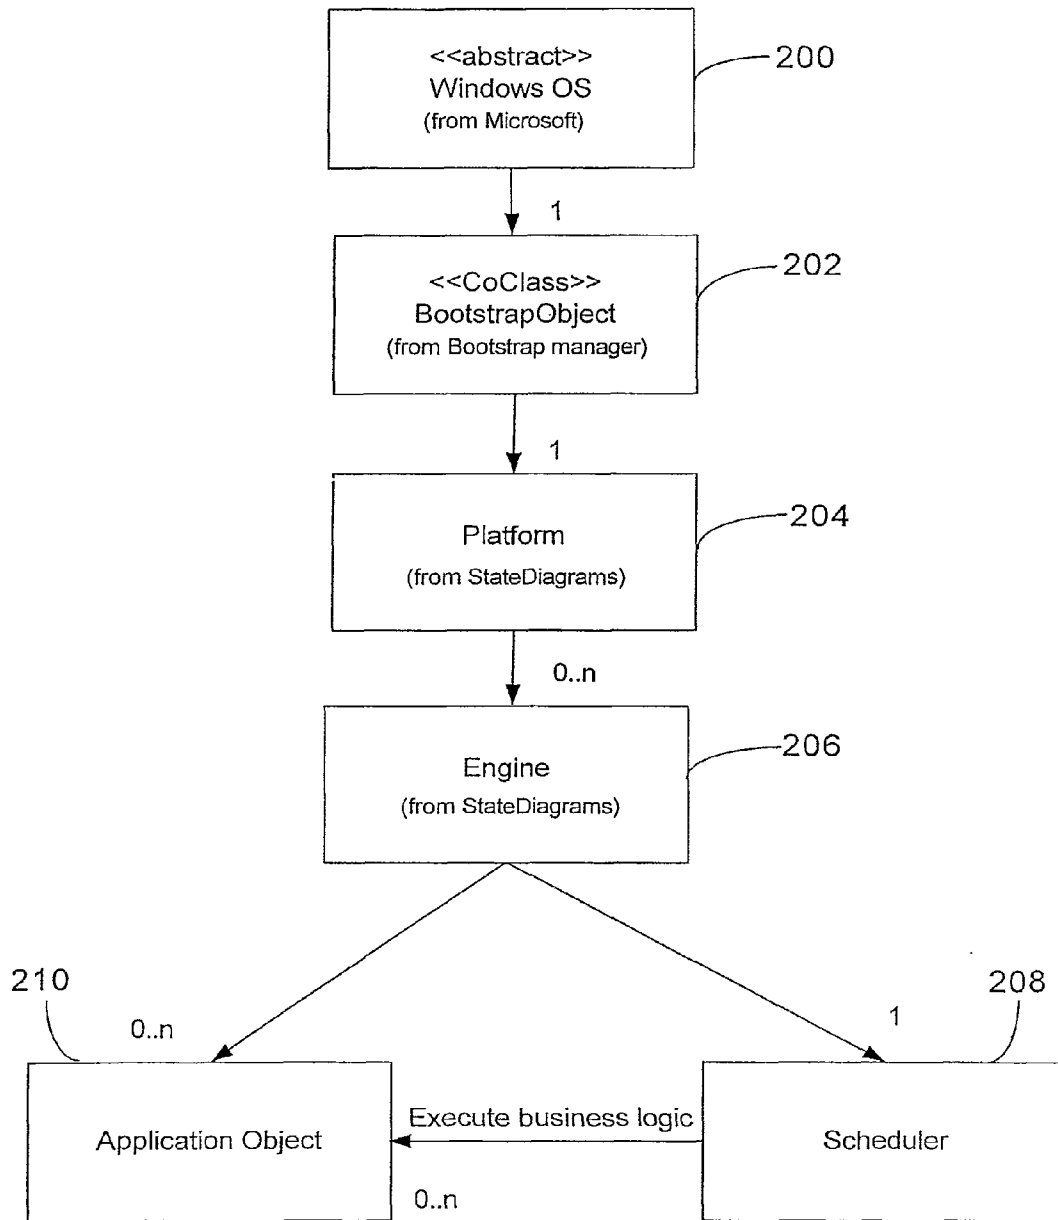 <<abstract>>
Windows OS
(from Microsoft)
200
1
<<CoClass>>
BootstrapObject
(from Bootstrap manager)
202
1
Platform
(from StateDiagrams)
204
0..n
Engine
(from StateDiagrams)
206
210
208
0..n
1
Application Object
Execute business logic
Scheduler
0..n